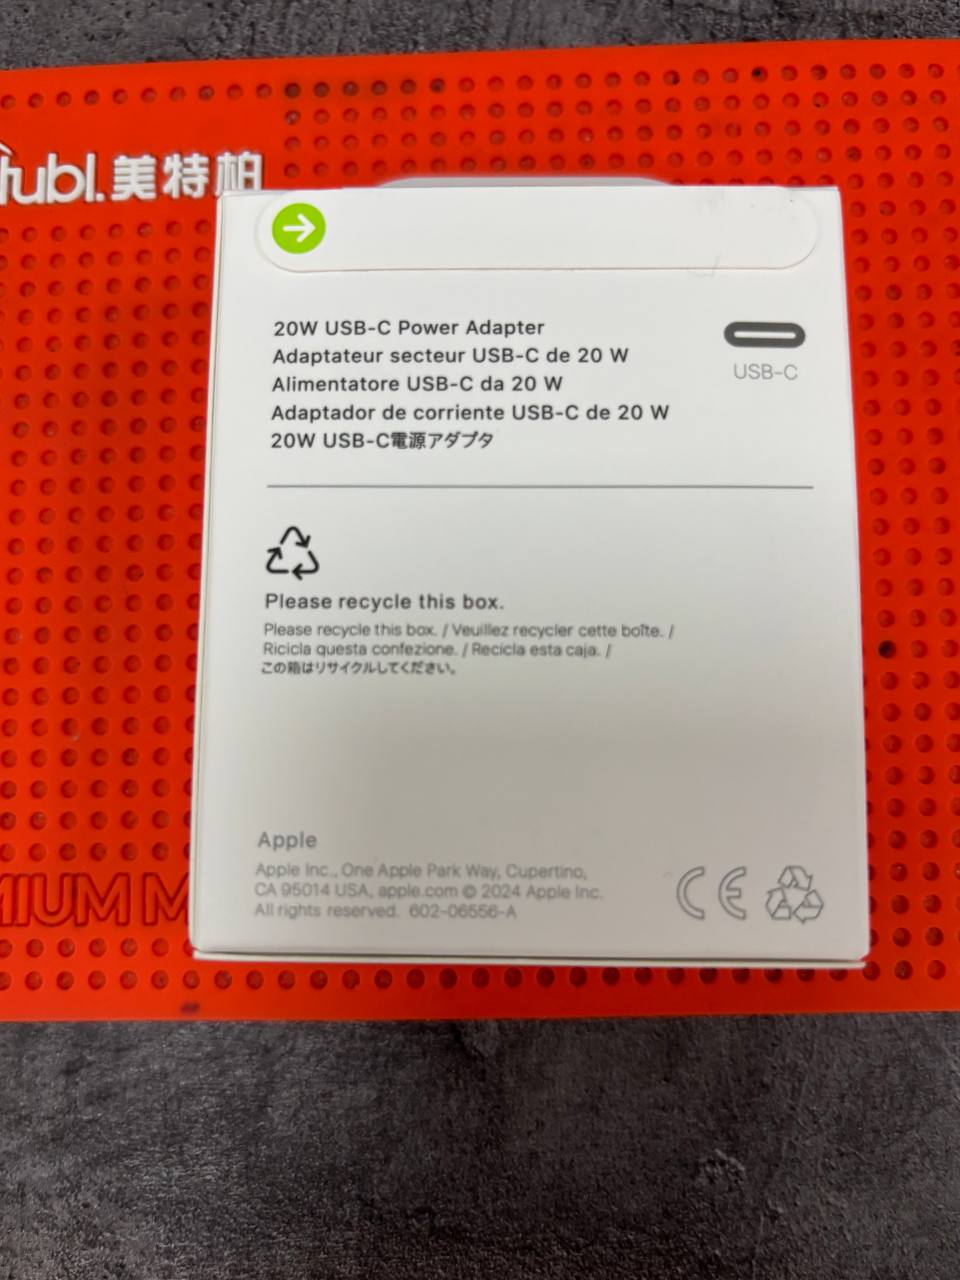 tubl.美特柏
20W USB-C Power Adapter
Adaptateur secteur USB-C de 20 W
Alimentatore USB-C da 20 W
Adaptador de corriente USB-C de 20 W
20W USB-C電源アダプタ
USB-C
Please recycle this box.
Please recycle this box. / Veuillez recycler cette boîte. /
Ricicla questa confezione. / Recicla esta caja. /
この箱はリサイクルしてください。
Apple
Apple Inc., One Apple Park Way, Cupertino,
CA 95014 USA, apple.com © 2024 Apple Inc.
All rights reserved. 602-06556-A
CE
MIUM M